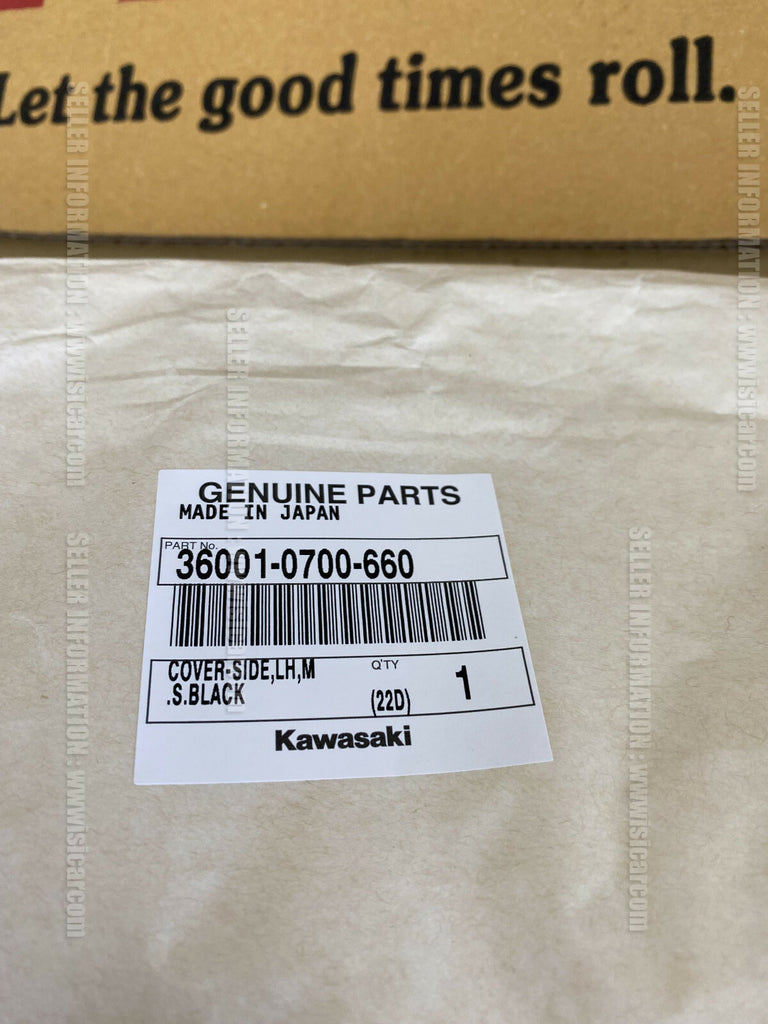 Let the good times roll.
GENUINE PARTS
MADE IN JAPAN
PART No.
36001-0700-660
COVER-SIDE,LH,M
.S.BLACK
Q'TY
(22D)
1
Kawasaki
SELLER INFORMATION: WWW.ISICAR.COM
SELLER INFORMATION: WWW.ISICAR.COM
SELLER INFORMATION
SELLER INFORMATION: WWW.ISICAR.COM
SELLER INFORMATION: WWW.ISICAR.COM